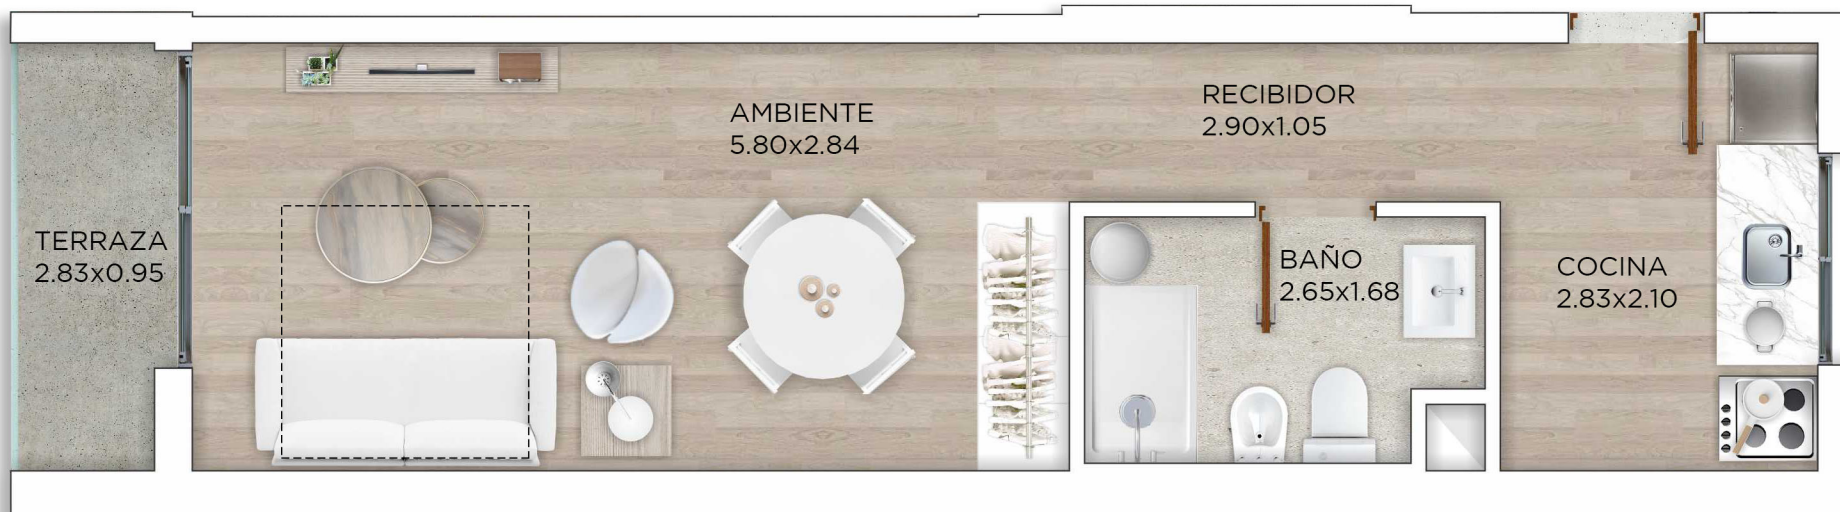 TERRAZA
2.83x0.95
AMBIENTE
5.80x2.84
RECIBIDOR
2.90x1.05
BAÑO
2.65x1.68
COCINA
2.83x2.10